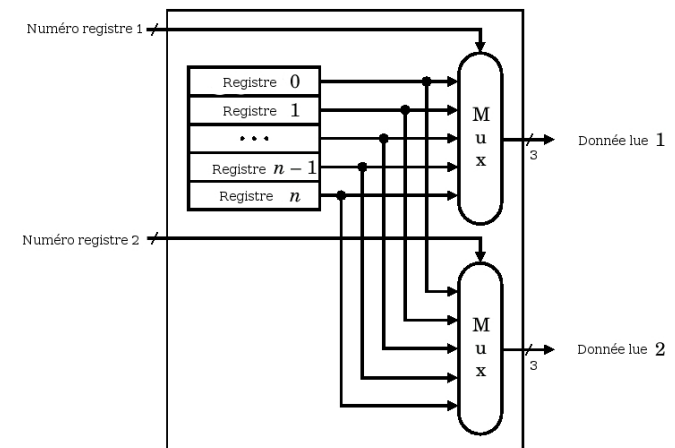 Numéro registre 1
Registre 0
Registre 1
...
Registre n − 1
Registre n
M
u
x
3
Donnée lue 1
Numéro registre 2
M
u
x
3
Donnée lue 2